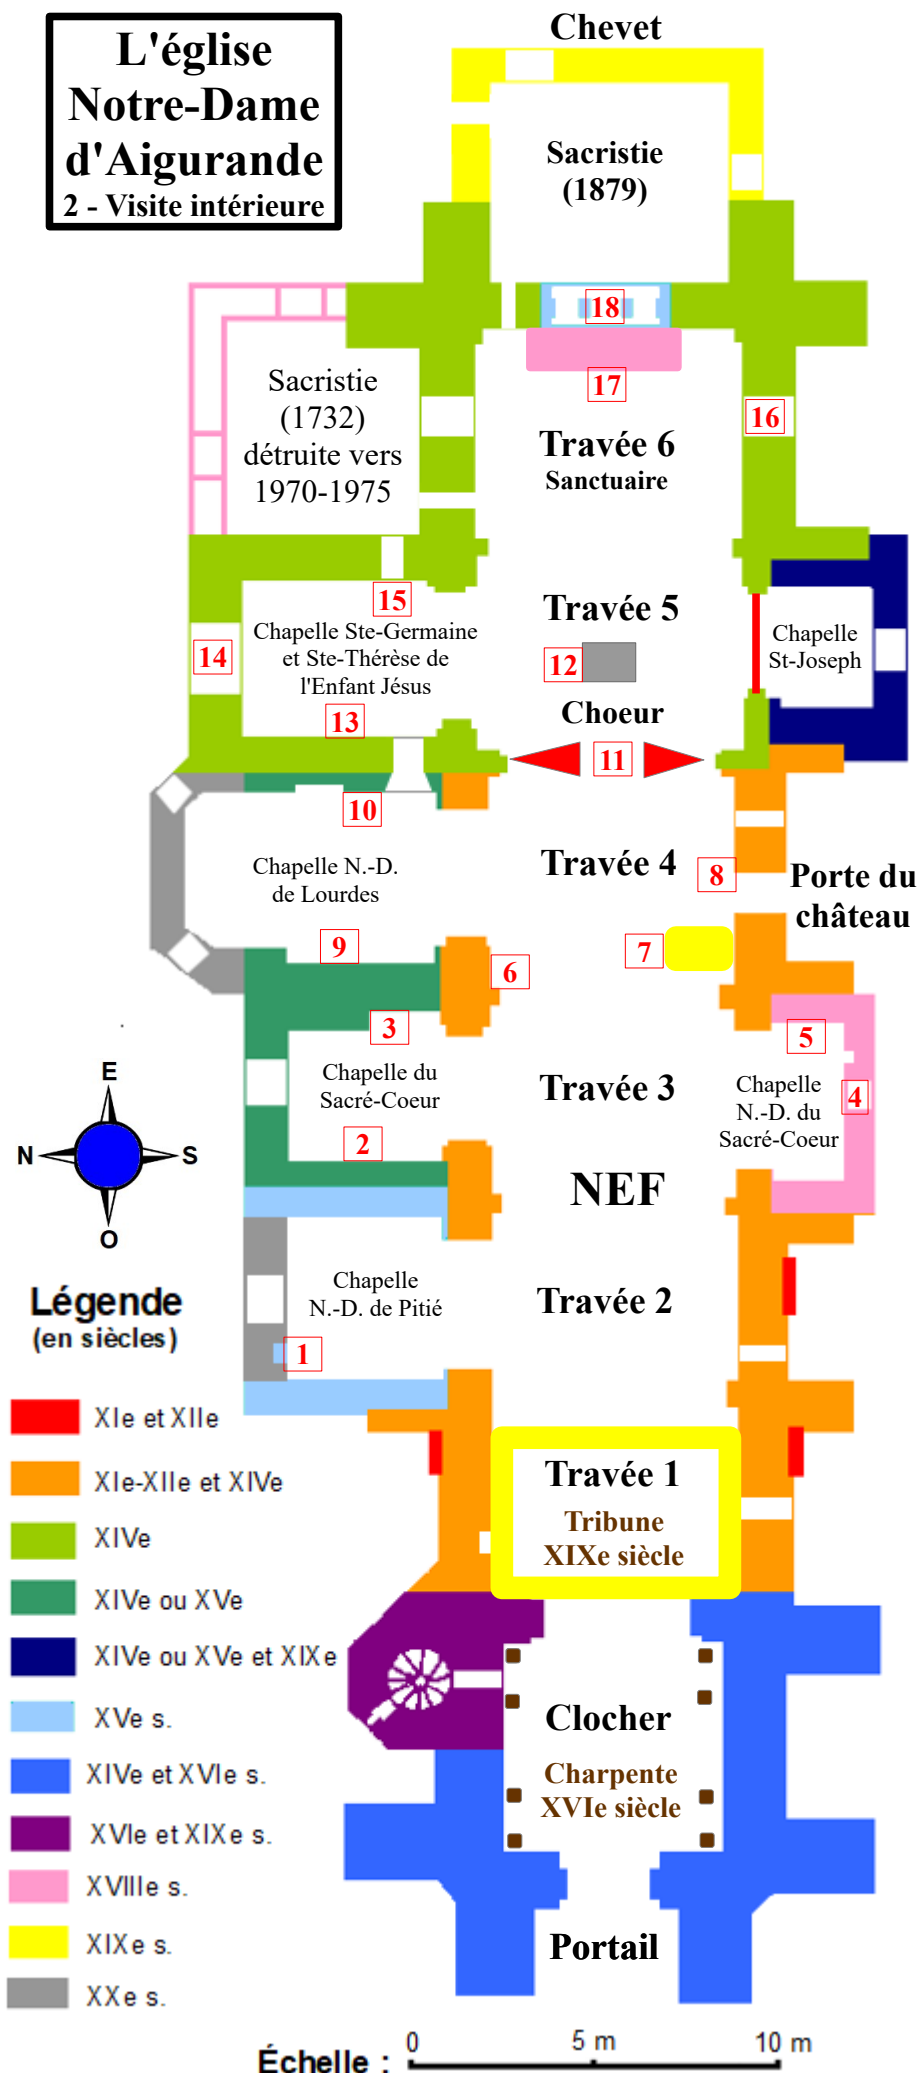 L'église
Notre-Dame
d'Aigurande
2 - Visite intérieure
Chevet
Sacristie
(1879)
18
17
Sacristie
(1732)
détruite vers
1970-1975
16
Travée 6
Sanctuaire
15
Travée 5
Chapelle Ste-Germaine
et Ste-Thérèse de
l'Enfant Jésus
14
12
Chapelle
St-Joseph
13
Choeur
11
10
Chapelle N.-D.
de Lourdes
Travée 4
8
Porte du
château
9
6
7
3
5
Chapelle du
Sacré-Coeur
Travée 3
Chapelle
N.-D. du
Sacré-Coeur
4
2
E
N
S
O
NEF
Chapelle
N.-D. de Pitié
Travée 2
1
Légende
(en siècles)
XIe et XIIe
XIe-XIIe et XIVe
XIVe
XIVe ou XVe
XIVe ou XVe et XIXe
XVe s.
XIVe et XVIe s.
XVIe et XIXe s.
XVIIIe s.
XIXe s.
XXe s.
Travée 1
Tribune
XIXe siècle
Clocher
Charpente
XVIe siècle
Portail
Échelle :
0
5 m
10 m